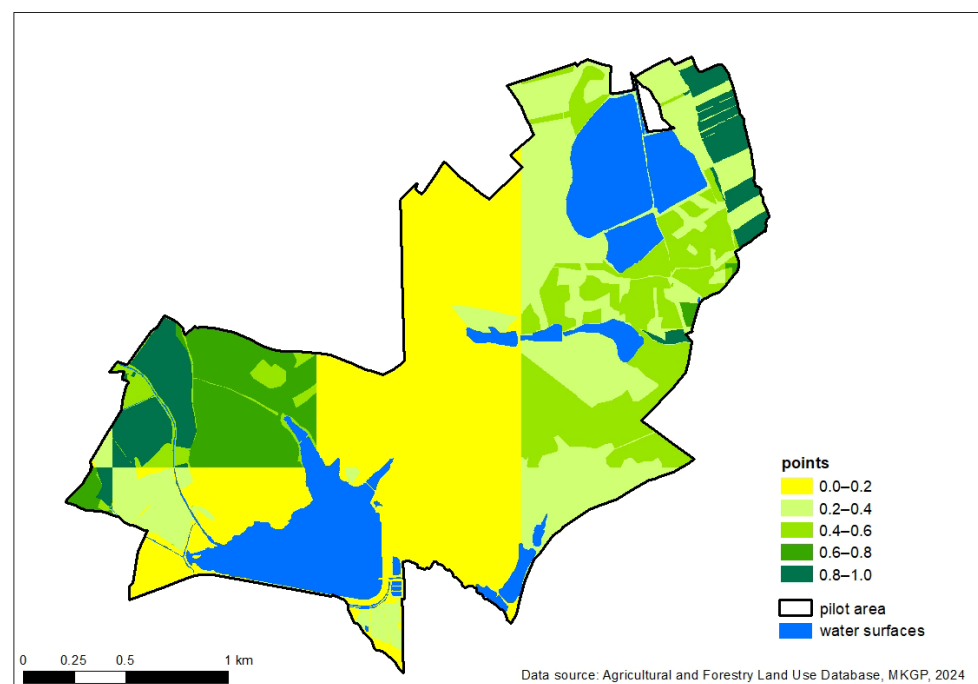 points
0.0–0.2
0.2–0.4
0.4–0.6
0.6–0.8
0.8–1.0
pilot area
water surfaces
0 0.25 0.5 1 km
Data source: Agricultural and Forestry Land Use Database, MKGP, 2024